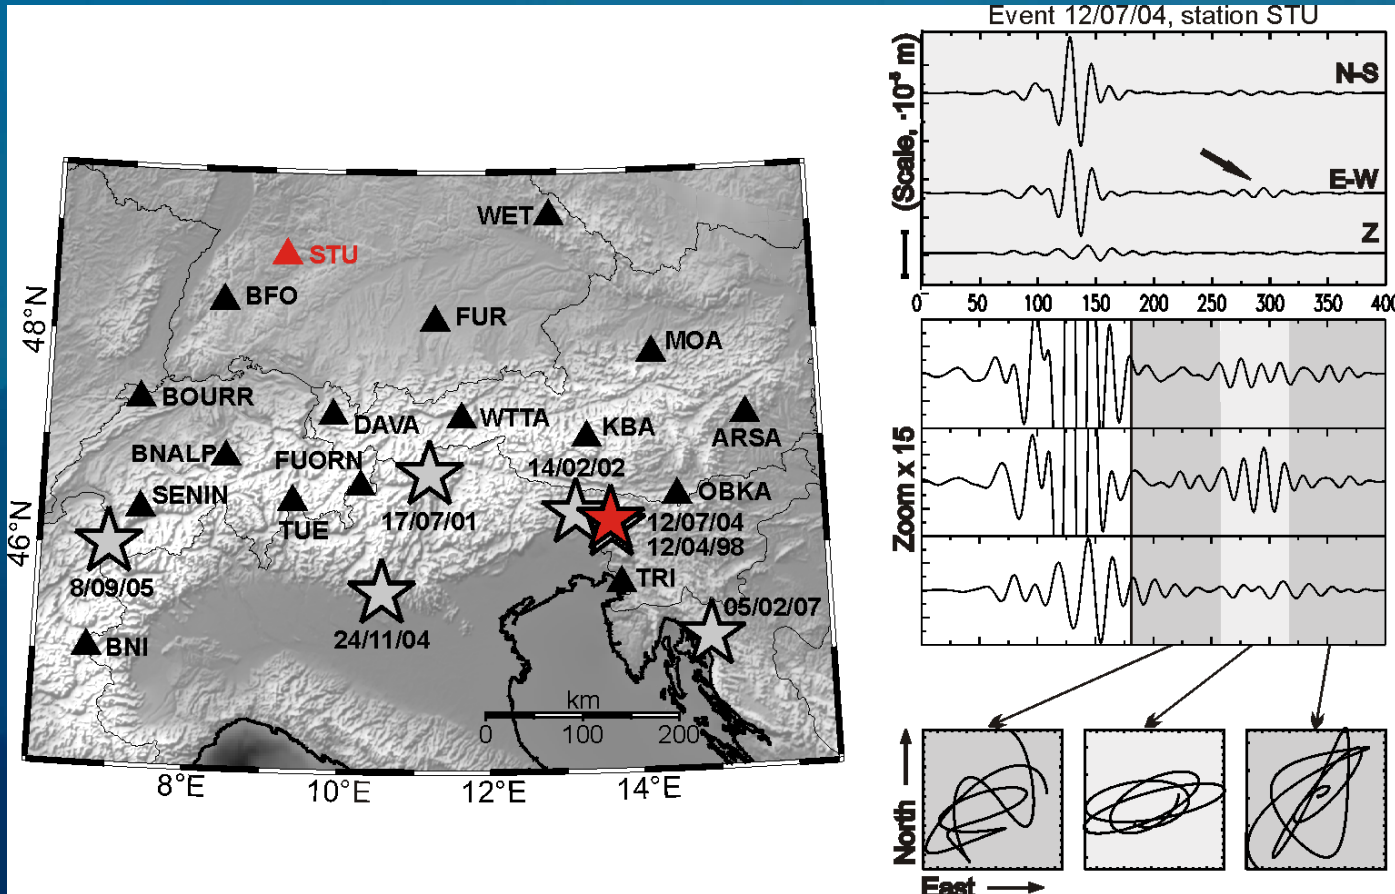 Event 12/07/04, station STU
(Scale, ·10⁻⁵ m)
N-S
E-W
Z
0 50 100 150 200 250 300 350 400
Zoom x 15
North
East
48°N
46°N
8°E 10°E 12°E 14°E
WET
STU
BFO
FUR
MOA
BOURR
DAVA
WTTA
KBA
ARSA
BNALP
FUORN
14/02/02
SENIN
TUE
17/07/01
OBKA
12/07/04
12/04/98
8/09/05
TRI
05/02/07
24/11/04
BNI
km
0 100 200